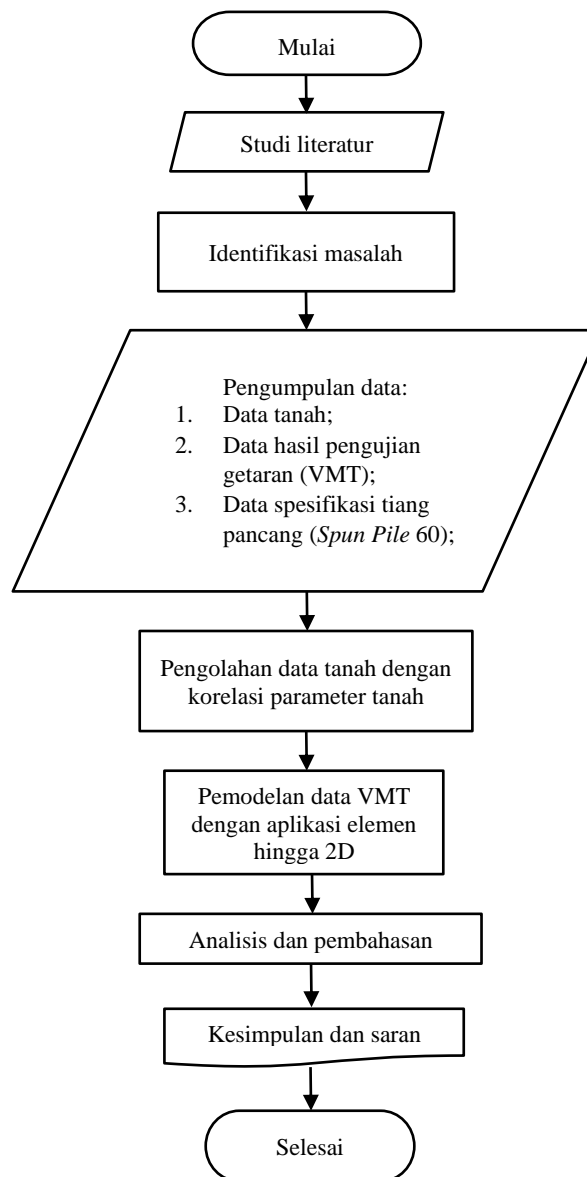 Mulai
Studi literatur
Identifikasi masalah
Pengumpulan data:
1. Data tanah;
2. Data hasil pengujian
getaran (VMT);
3. Data spesifikasi tiang
pancang (Spun Pile 60);
Pengolahan data tanah dengan
korelasi parameter tanah
Pemodelan data VMT
dengan aplikasi elemen
hingga 2D
Analisis dan pembahasan
Kesimpulan dan saran
Selesai